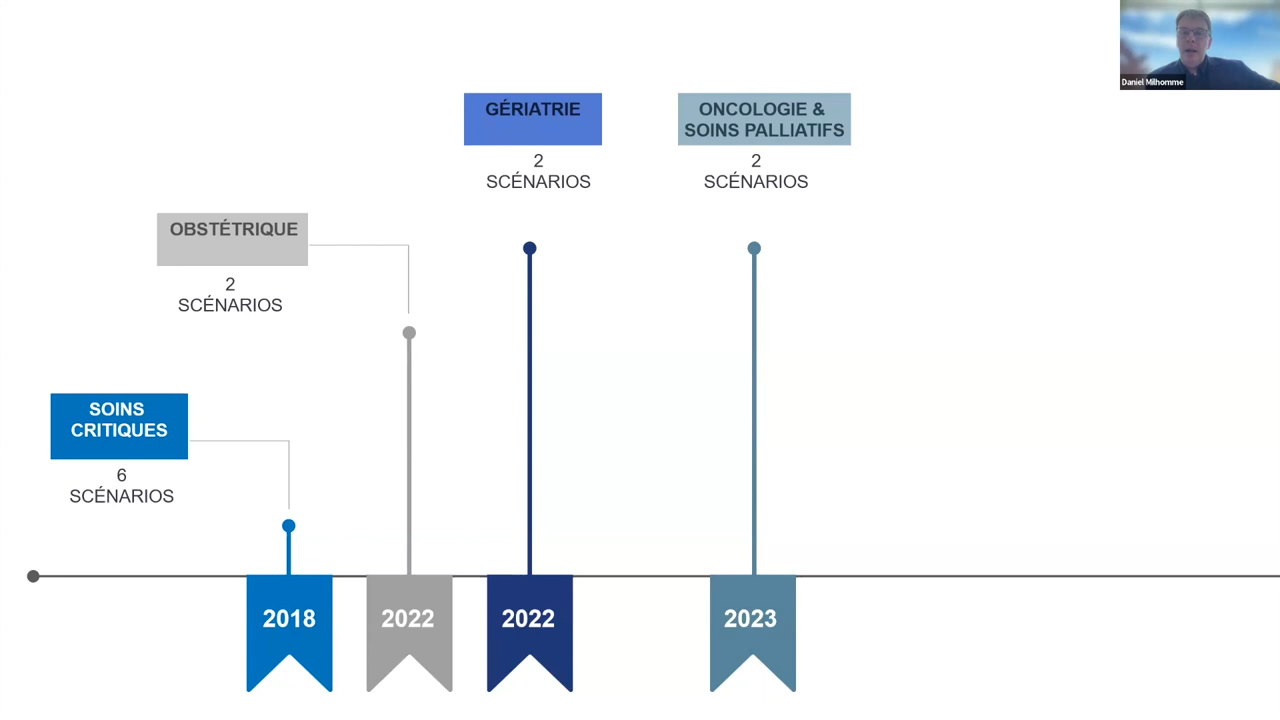 Daniel Milhomme
GÉRIATRIE
2
SCÉNARIOS
ONCOLOGIE &
SOINS PALLIATIFS
2
SCÉNARIOS
OBSTÉTRIQUE
2
SCÉNARIOS
SOINS
CRITIQUES
6
SCÉNARIOS
2018
2022
2022
2023